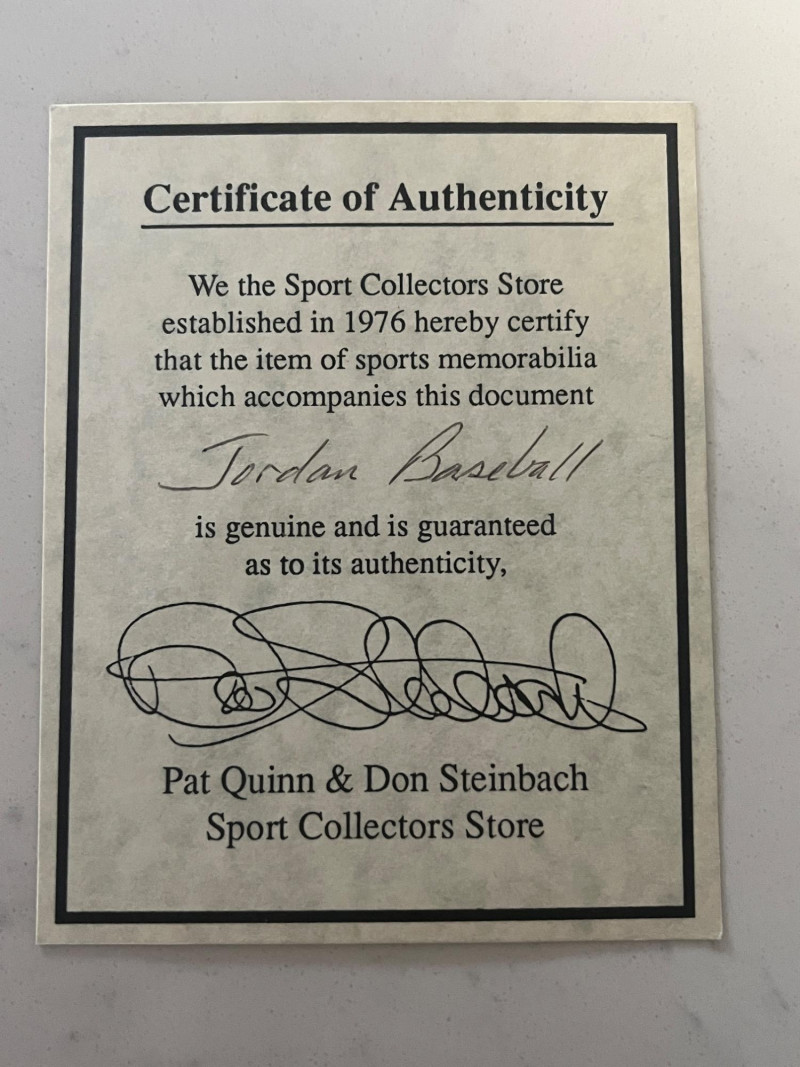 Certificate of Authenticity
We the Sport Collectors Store
established in 1976 hereby certify
that the item of sports memorabilia
which accompanies this document
Jordan Baseball
is genuine and is guaranteed
as to its authenticity,
Pat Quinn & Don Steinbach
Sport Collectors Store